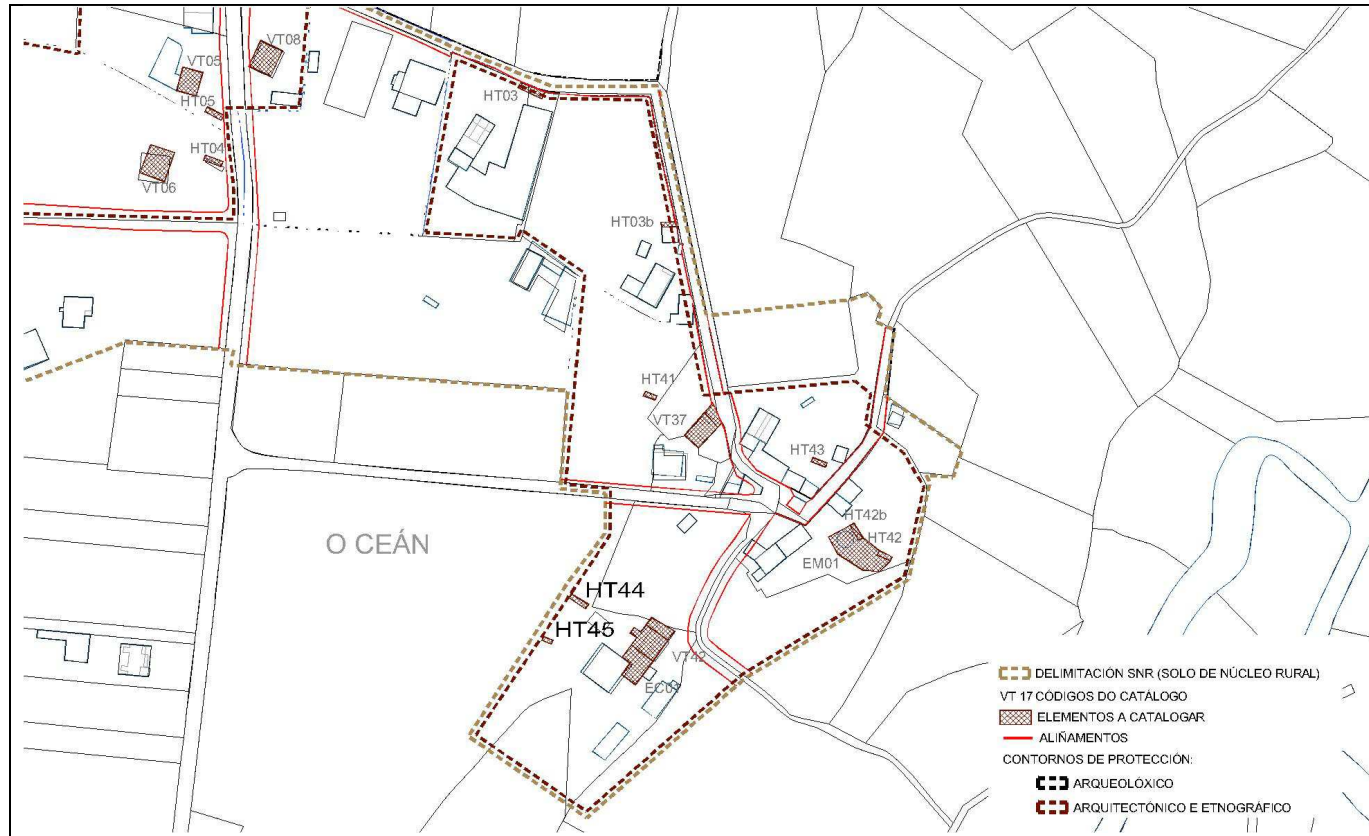 VT08
VT05
HT05
HT03
HT04
VT06
HT03b
HT41
VT37
HT43
HT42b
HT42
O CEÁN
EM01
HT44
HT45
VT42
DELIMITACIÓN SNR (SOLO DE NÚCLEO RURAL)
VT 17 CÓDIGOS DO CATÁLOGO
ELEMENTOS A CATALOGAR
ALIÑAMENTOS
CONTORNOS DE PROTECCIÓN:
ARQUEOLÓXICO
ARQUITECTÓNICO E ETNOGRÁFICO